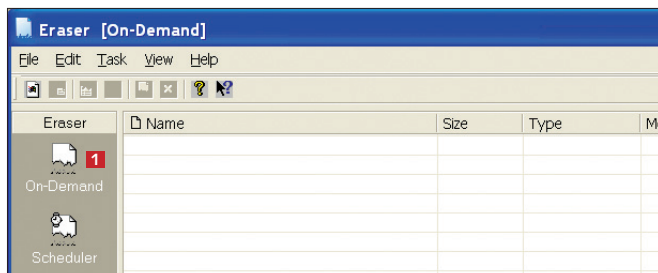 Eraser [On-Demand]
File Edit Task View Help
Eraser Name Size Type M
1
On-Demand
Scheduler